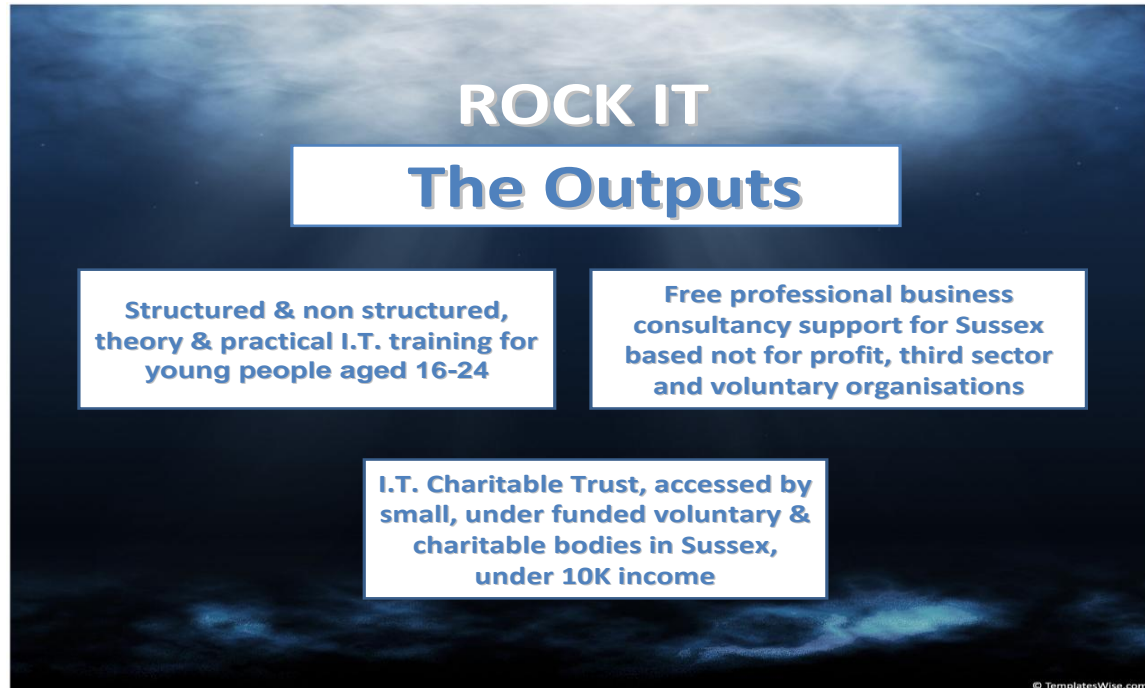 ROCK IT
The Outputs
Structured & non structured,
theory & practical I.T. training for
young people aged 16-24
Free professional business
consultancy support for Sussex
based not for profit, third sector
and voluntary organisations
I.T. Charitable Trust, accessed by
small, under funded voluntary &
charitable bodies in Sussex,
under 10K income
© TemplatesWise.com